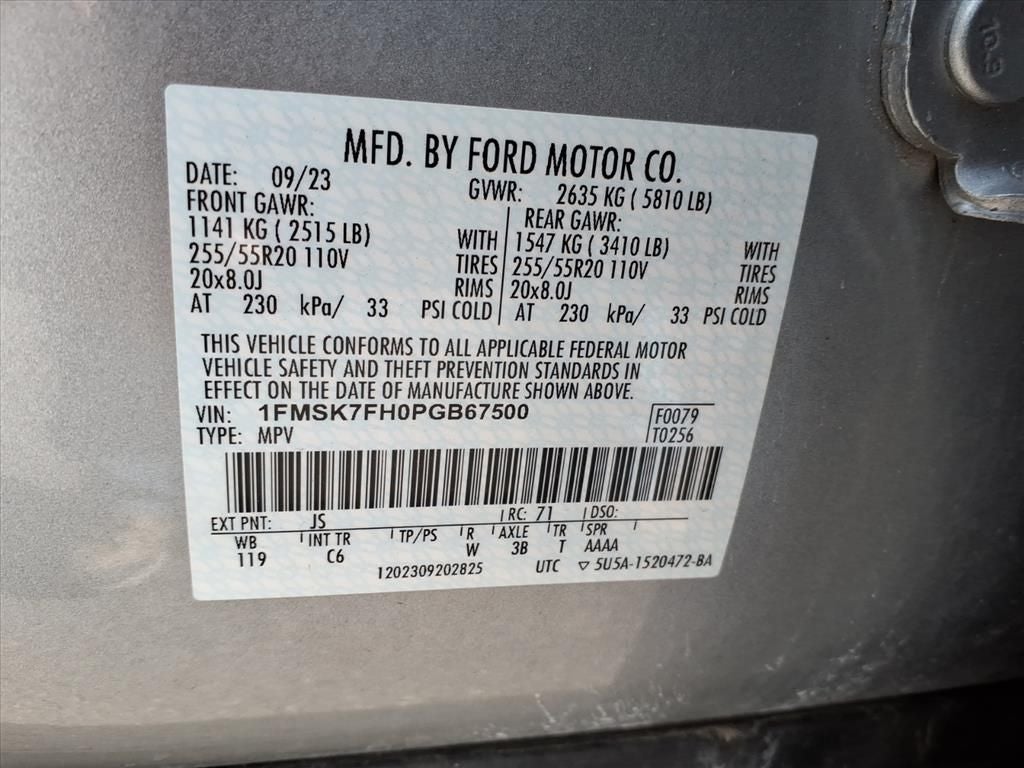 10.9
MFD. BY FORD MOTOR CO.
DATE: 09/23 GVWR: 2635 KG ( 5810 LB)
FRONT GAWR: REAR GAWR:
1141 KG ( 2515 LB) WITH 1547 KG ( 3410 LB) WITH
255/55R20 110V TIRES 255/55R20 110V TIRES
20x8.0J RIMS 20x8.0J RIMS
AT 230 kPa/ 33 PSI COLD AT 230 kPa/ 33 PSI COLD
THIS VEHICLE CONFORMS TO ALL APPLICABLE FEDERAL MOTOR
VEHICLE SAFETY AND THEFT PREVENTION STANDARDS IN
EFFECT ON THE DATE OF MANUFACTURE SHOWN ABOVE.
VIN: 1FMSK7FH0PGB67500 F0079
TYPE: MPV T0256
EXT PNT: JS RC: 71 DSO:
WB INT TR TP/PS R AXLE TR SPR
119 C6 W 3B T AAAA
1202309202825 UTC ▽ 5U5A-1520472-BA